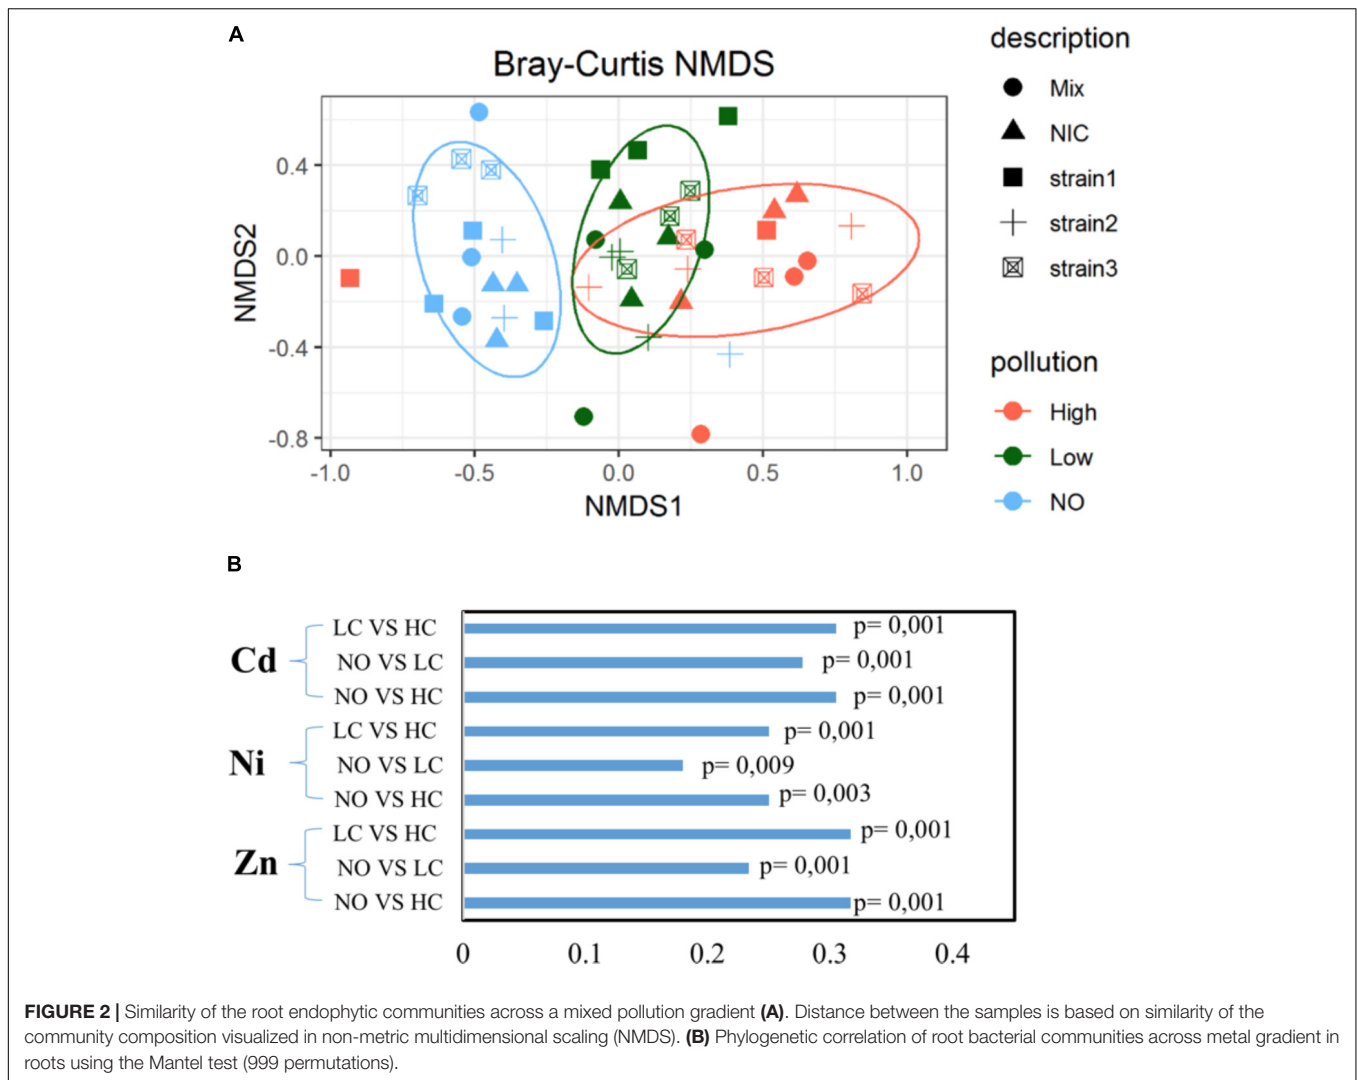 A
Bray-Curtis NMDS
NMDS2
0.4
0.0
-0.4
-0.8
-1.0 -0.5 0.0 0.5 1.0
NMDS1
description
Mix
NIC
strain1
strain2
strain3
pollution
High
Low
NO
B
Cd
LC VS HC p= 0,001
NO VS LC p= 0,001
NO VS HC p= 0,001
Ni
LC VS HC p= 0,001
NO VS LC p= 0,009
NO VS HC p= 0,003
Zn
LC VS HC p= 0,001
NO VS LC p= 0,001
NO VS HC p= 0,001
0 0.1 0.2 0.3 0.4
FIGURE 2 | Similarity of the root endophytic communities across a mixed pollution gradient (A). Distance between the samples is based on similarity of the
community composition visualized in non-metric multidimensional scaling (NMDS). (B) Phylogenetic correlation of root bacterial communities across metal gradient in
roots using the Mantel test (999 permutations).